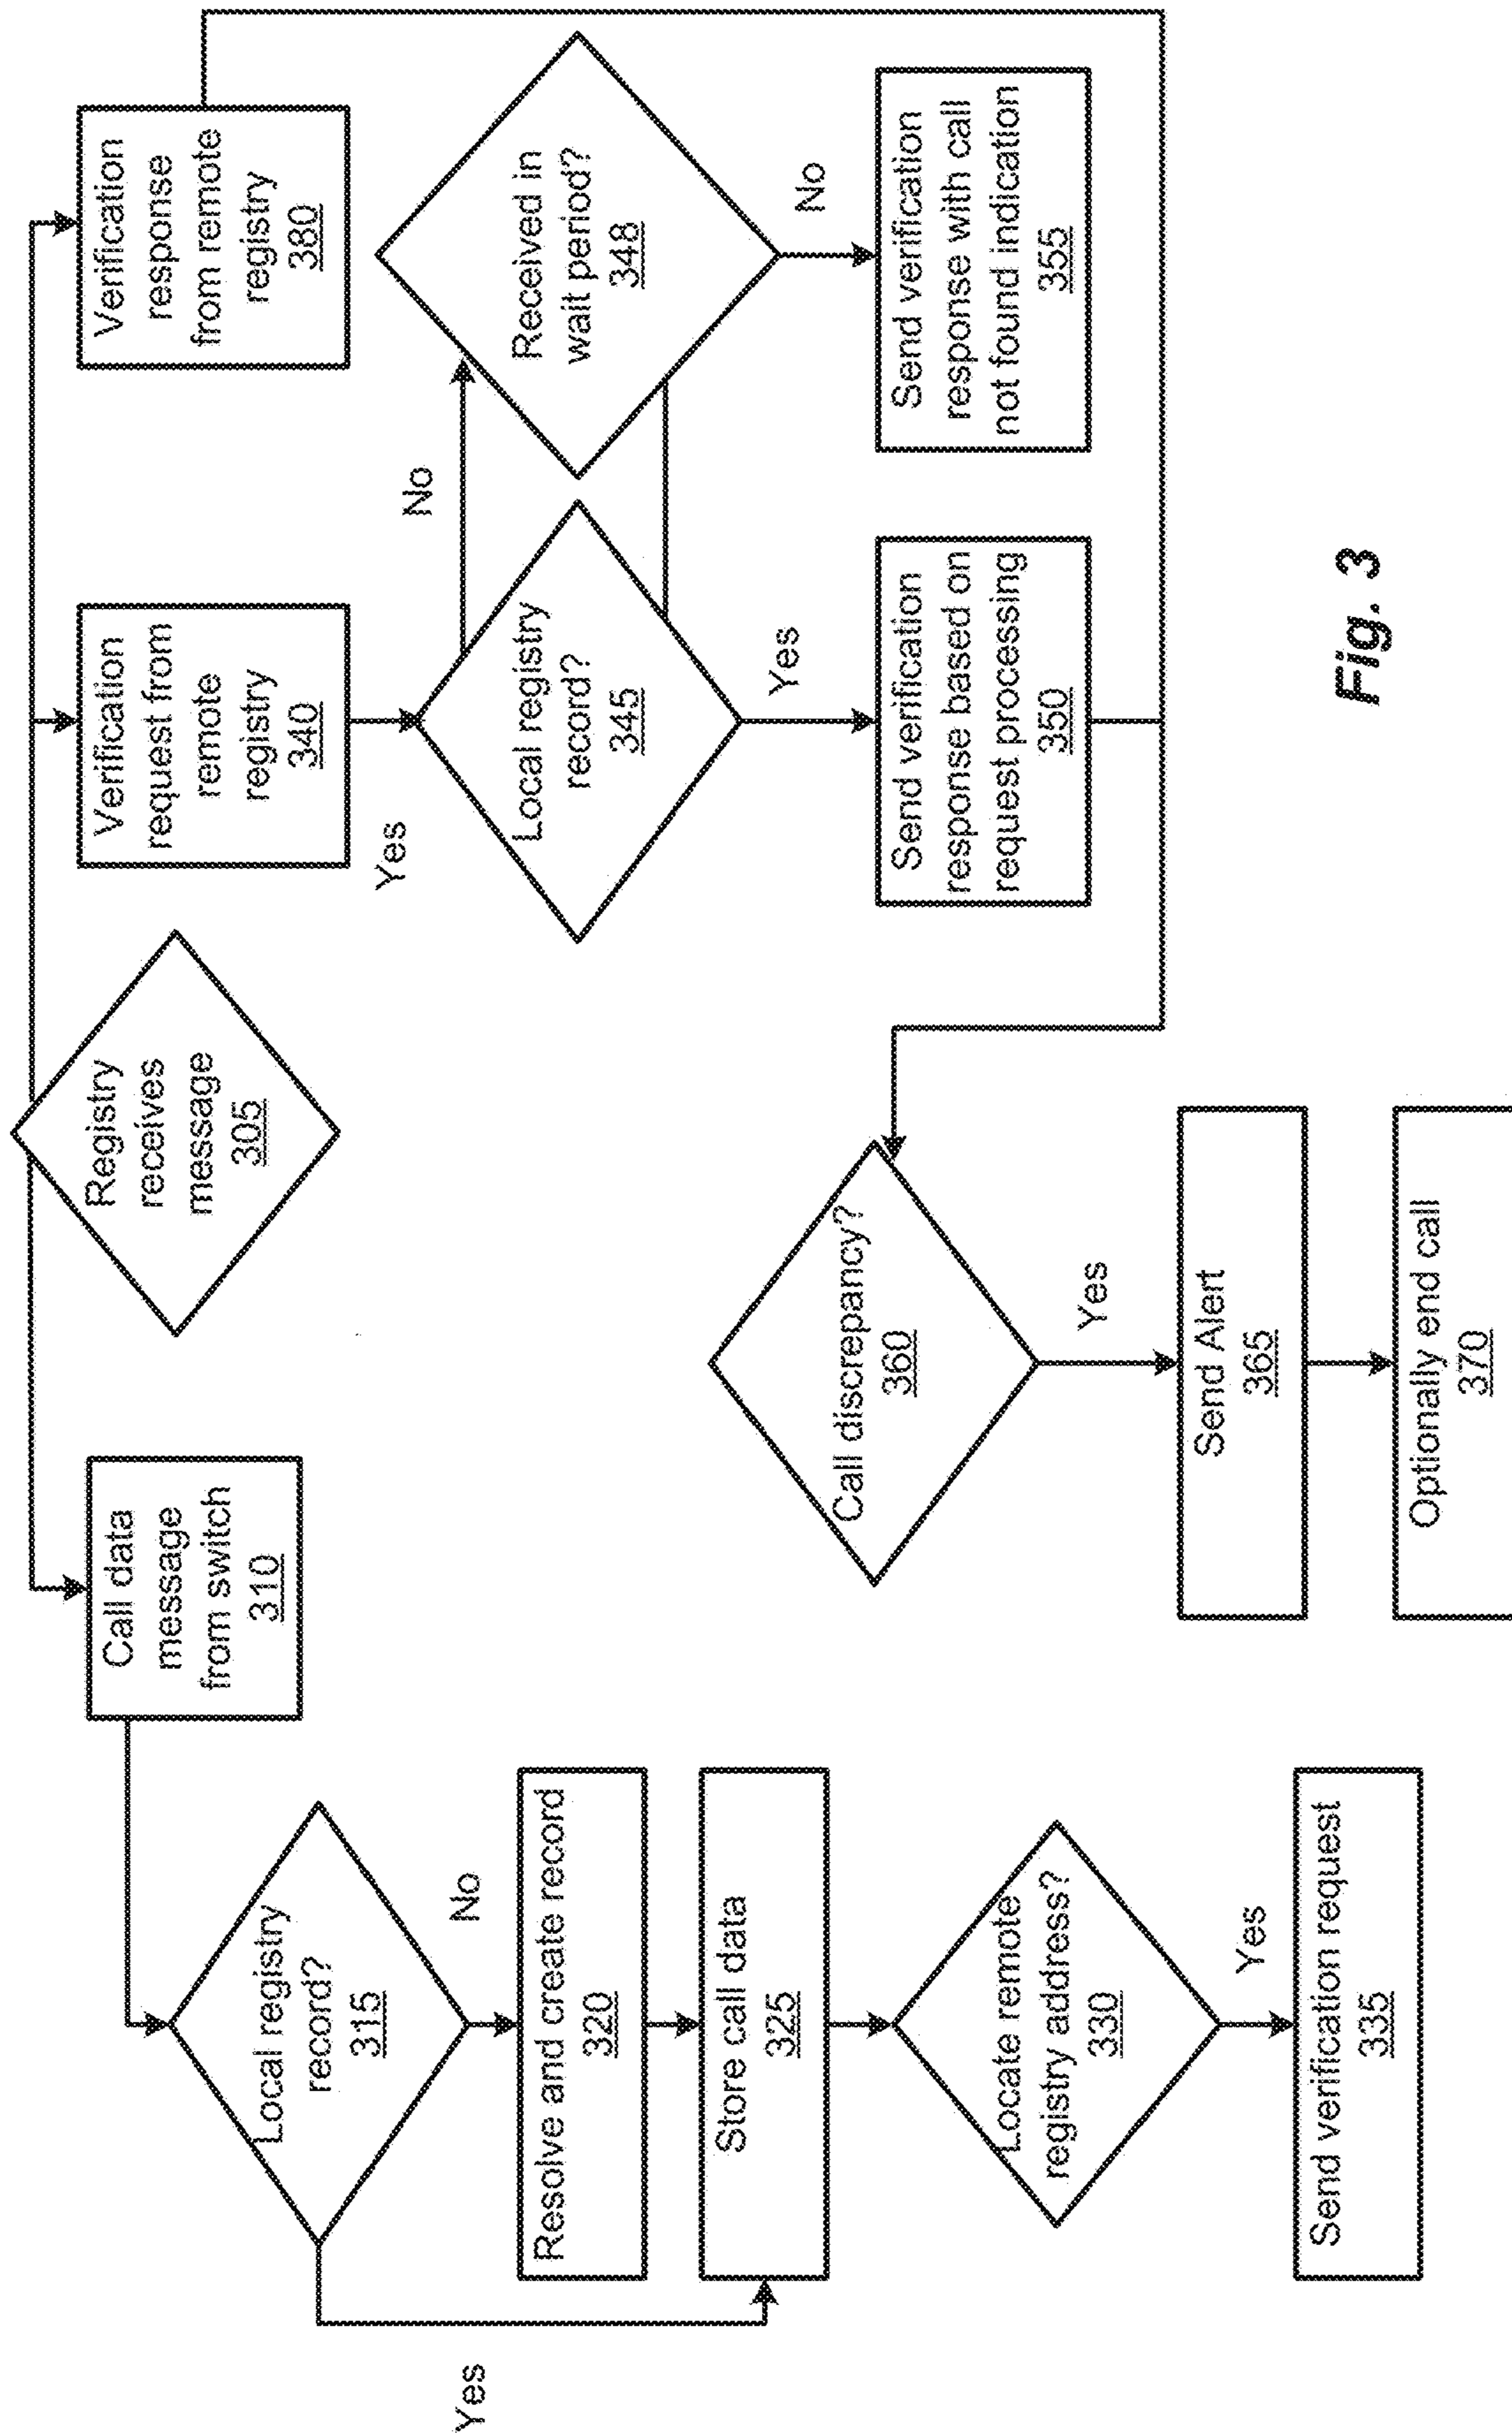 Registry
receives
message
305
Call data
message
from switch
310
Local registry
record?
315
Yes
No
Resolve and create record
320
Store call data
325
Locate remote
registry address?
330
Yes
Send verification request
335
Verification
request from
remote
registry
340
Yes
Local registry
record?
345
No
Received in
wait period?
348
Yes
Send verification
response based on
request processing
350
No
Send verification
response with call
not found indication
355
Verification
response
from remote
registry
380
Call discrepancy?
360
Yes
Send Alert
365
Optionally end call
370
Fig. 3